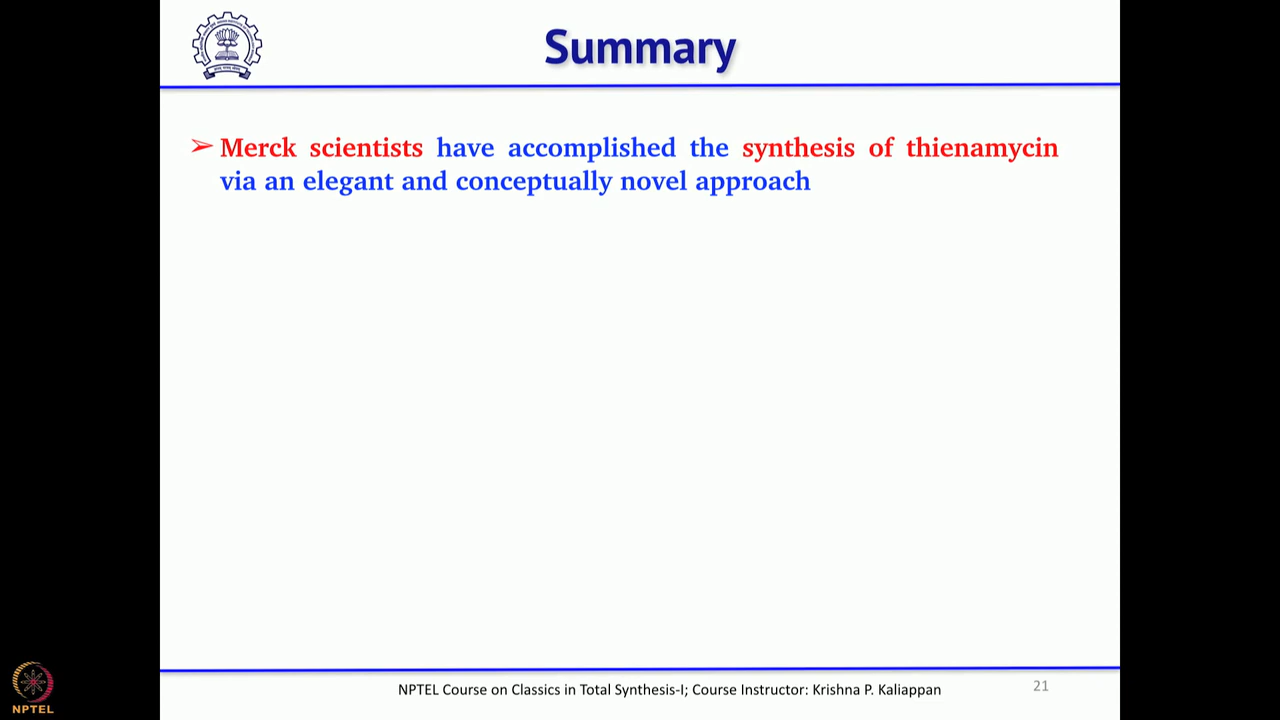 Summary
➢ Merck scientists have accomplished the synthesis of thienamycin
via an elegant and conceptually novel approach
NPTEL Course on Classics in Total Synthesis-I; Course Instructor: Krishna P. Kaliappan
21
NPTEL